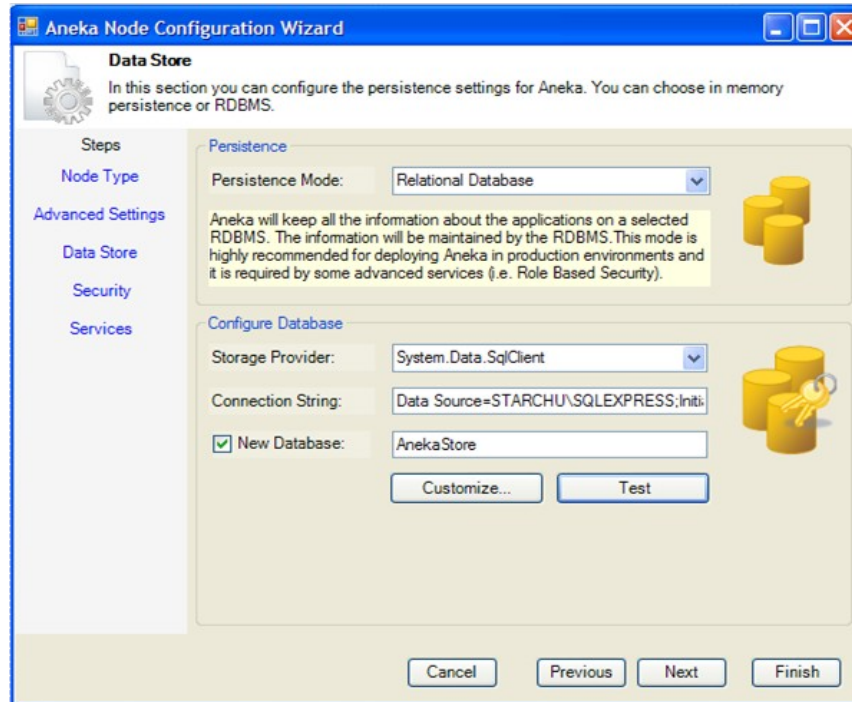 Aneka Node Configuration Wizard
Data Store
In this section you can configure the persistence settings for Aneka. You can choose in memory
persistence or RDBMS.
Steps
Node Type
Advanced Settings
Data Store
Security
Services
Persistence
Persistence Mode:
Relational Database
Aneka will keep all the information about the applications on a selected
RDBMS. The information will be maintained by the RDBMS.This mode is
highly recommended for deploying Aneka in production environments and
it is required by some advanced services (i.e. Role Based Security).
Configure Database
Storage Provider:
System.Data.SqlClient
Connection String:
Data Source=STARCHU\SQLEXPRESS;Initi
New Database:
AnekaStore
Customize...
Test
Cancel
Previous
Next
Finish